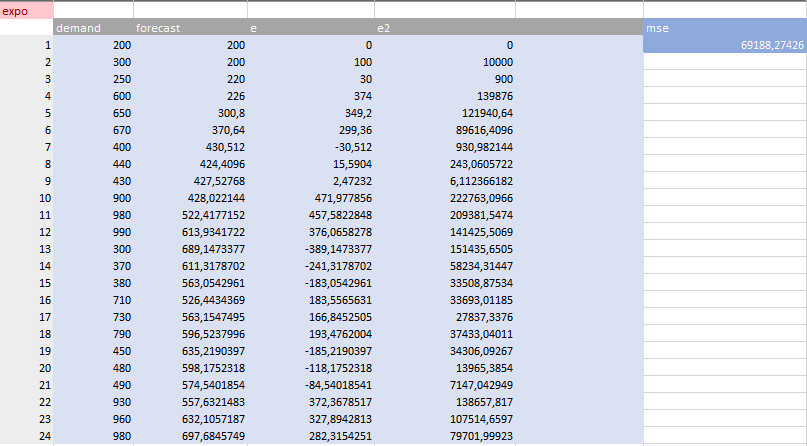 expo
demand forecast e e2 mse
1 200 200 0 0 69188,27426
2 300 200 100 10000
3 250 220 30 900
4 600 226 374 139876
5 650 300,8 349,2 121940,64
6 670 370,64 299,36 89616,4096
7 400 430,512 -30,512 930,982144
8 440 424,4096 15,5904 243,0605722
9 430 427,52768 2,47232 6,112366182
10 900 428,022144 471,977856 222763,0966
11 980 522,4177152 457,5822848 209381,5474
12 990 613,9341722 376,0658278 141425,5069
13 300 689,1473377 -389,1473377 151435,6505
14 370 611,3178702 -241,3178702 58234,31447
15 380 563,0542961 -183,0542961 33508,87534
16 710 526,4434369 183,5565631 33693,01185
17 730 563,1547495 166,8452505 27837,3376
18 790 596,5237996 193,4762004 37433,04011
19 450 635,2190397 -185,2190397 34306,09267
20 480 598,1752318 -118,1752318 13965,3854
21 490 574,5401854 -84,54018541 7147,042949
22 930 557,6321483 372,3678517 138657,817
23 960 632,1057187 327,8942813 107514,6597
24 980 697,6845749 282,3154251 79701,99923